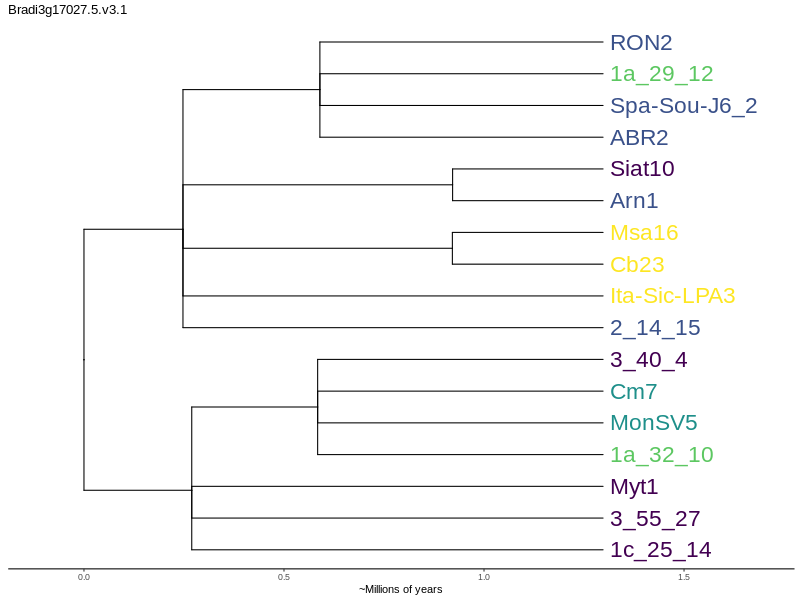 Bradi3g17027.5.v3.1
RON2
1a_29_12
Spa-Sou-J6_2
ABR2
Siat10
Arn1
Msa16
Cb23
Ita-Sic-LPA3
2_14_15
3_40_4
Cm7
MonSV5
1a_32_10
Myt1
3_55_27
1c_25_14
0.0 0.5 1.0 1.5
~Millions of years